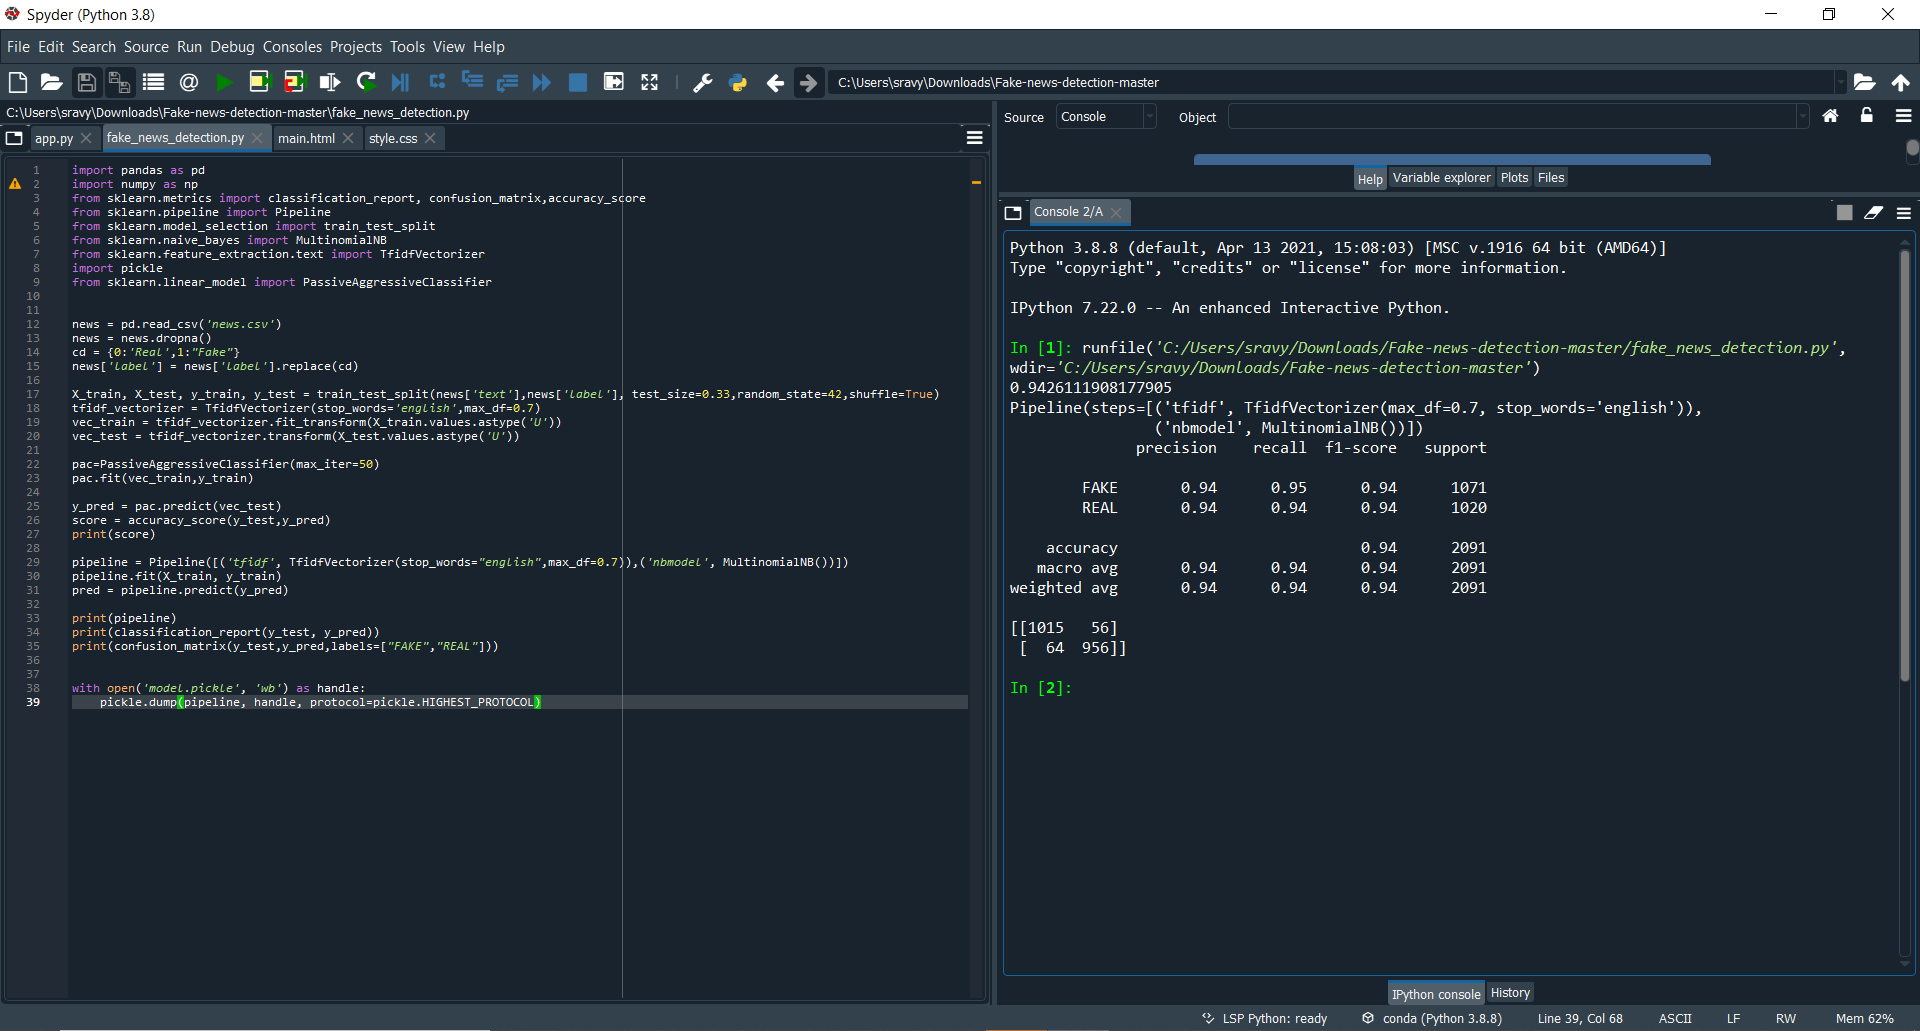 Spyder (Python 3.8)
File Edit Search Source Run Debug Consoles Projects Tools View Help
C:\Users\sravy\Downloads\Fake-news-detection-master
C:\Users\sravy\Downloads\Fake-news-detection-master\fake_news_detection.py
app.py fake_news_detection.py main.html style.css
1 import pandas as pd
2 import numpy as np
3 from sklearn.metrics import classification_report, confusion_matrix,accuracy_score
4 from sklearn.pipeline import Pipeline
5 from sklearn.model_selection import train_test_split
6 from sklearn.naive_bayes import MultinomialNB
7 from sklearn.feature_extraction.text import TfidfVectorizer
8 import pickle
9 from sklearn.linear_model import PassiveAggressiveClassifier
10
11
12 news = pd.read_csv('news.csv')
13 news = news.dropna()
14 cd = {0:'Real',1:"Fake"}
15 news['label'] = news['label'].replace(cd)
16
17 X_train, X_test, y_train, y_test = train_test_split(news['text'],news['label'], test_size=0.33,random_state=42,shuffle=True)
18 tfidf_vectorizer = TfidfVectorizer(stop_words='english',max_df=0.7)
19 vec_train = tfidf_vectorizer.fit_transform(X_train.values.astype('U'))
20 vec_test = tfidf_vectorizer.transform(X_test.values.astype('U'))
21
22 pac=PassiveAggressiveClassifier(max_iter=50)
23 pac.fit(vec_train,y_train)
24
25 y_pred = pac.predict(vec_test)
26 score = accuracy_score(y_test,y_pred)
27 print(score)
28
29 pipeline = Pipeline([('tfidf', TfidfVectorizer(stop_words="english",max_df=0.7)),('nbmodel', MultinomialNB())])
30 pipeline.fit(X_train, y_train)
31 pred = pipeline.predict(y_pred)
32
33 print(pipeline)
34 print(classification_report(y_test, y_pred))
35 print(confusion_matrix(y_test,y_pred,labels=["FAKE","REAL"]))
36
37
38 with open('model.pickle', 'wb') as handle:
39 pickle.dump(pipeline, handle, protocol=pickle.HIGHEST_PROTOCOL)
Source Console Object
Help Variable explorer Plots Files
Console 2/A
Python 3.8.8 (default, Apr 13 2021, 15:08:03) [MSC v.1916 64 bit (AMD64)]
Type "copyright", "credits" or "license" for more information.
IPython 7.22.0 -- An enhanced Interactive Python.
In [1]: runfile('C:/Users/sravy/Downloads/Fake-news-detection-master/fake_news_detection.py',
wdir='C:/Users/sravy/Downloads/Fake-news-detection-master')
0.9426111908177905
Pipeline(steps=[('tfidf', TfidfVectorizer(max_df=0.7, stop_words='english')),
('nbmodel', MultinomialNB())])
precision recall f1-score support
FAKE 0.94 0.95 0.94 1071
REAL 0.94 0.94 0.94 1020
accuracy 0.94 2091
macro avg 0.94 0.94 0.94 2091
weighted avg 0.94 0.94 0.94 2091
[[1015 56]
[ 64 956]]
In [2]:
IPython console History
LSP Python: ready conda (Python 3.8.8) Line 39, Col 68 ASCII LF RW Mem 62%